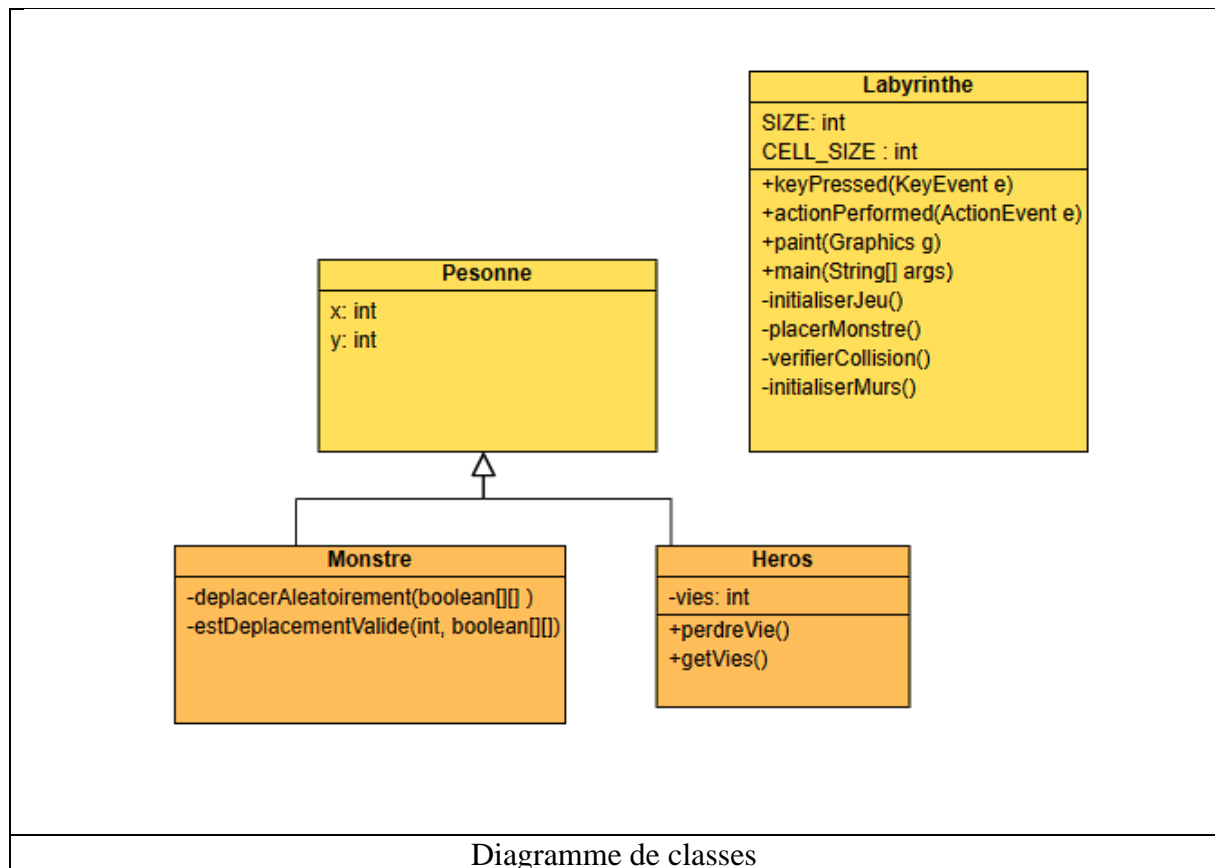 Labyrinthe
SIZE: int
CELL_SIZE : int
+keyPressed(KeyEvent e)
+actionPerformed(ActionEvent e)
+paint(Graphics g)
+main(String[] args)
-initialiserJeu()
-placerMonstre()
-verifierCollision()
-initialiserMurs()
Pesonne
x: int
y: int
Monstre
-deplacerAleatoirement(boolean[][] )
-estDeplacementValide(int, boolean[][])
Heros
-vies: int
+perdreVie()
+getVies()
Diagramme de classes